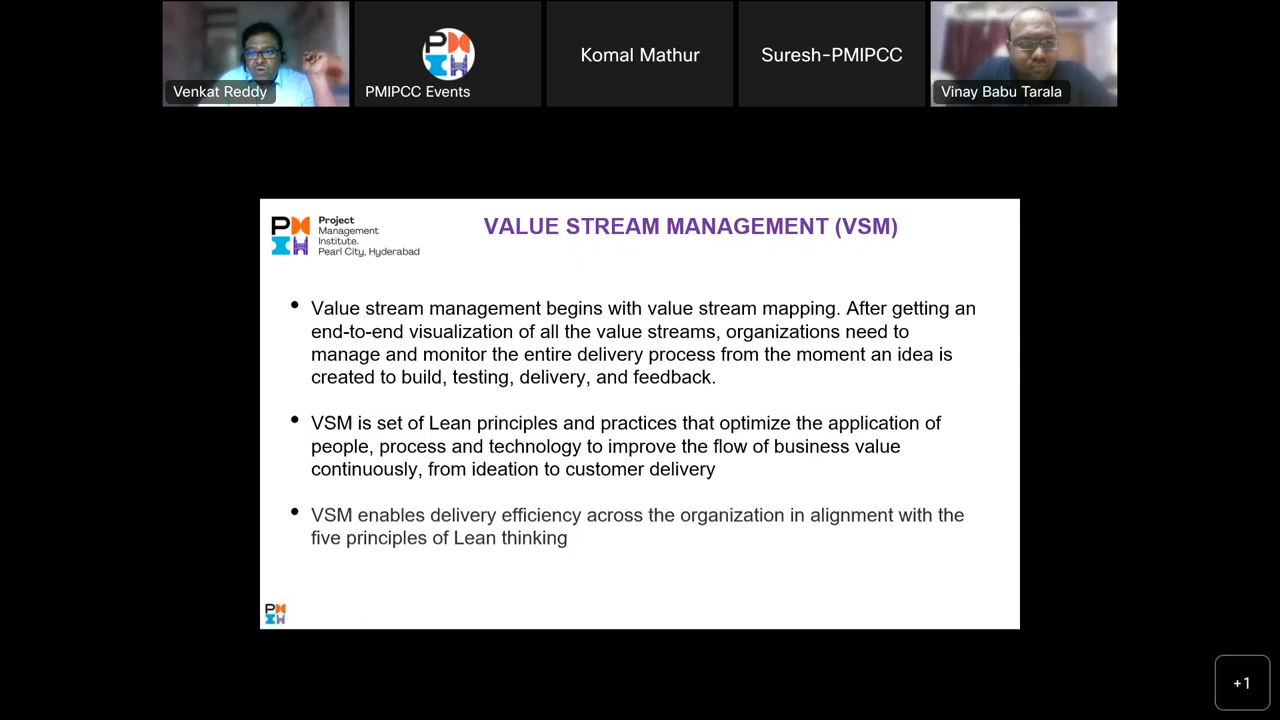 Venkat Reddy
PMIPCC Events
Komal Mathur
Suresh-PMIPCC
Vinay Babu Tarala
Project
Management
Institute.
Pearl City, Hyderabad
VALUE STREAM MANAGEMENT (VSM)
• Value stream management begins with value stream mapping. After getting an
end-to-end visualization of all the value streams, organizations need to
manage and monitor the entire delivery process from the moment an idea is
created to build, testing, delivery, and feedback.
• VSM is set of Lean principles and practices that optimize the application of
people, process and technology to improve the flow of business value
continuously, from ideation to customer delivery
• VSM enables delivery efficiency across the organization in alignment with the
five principles of Lean thinking
+1